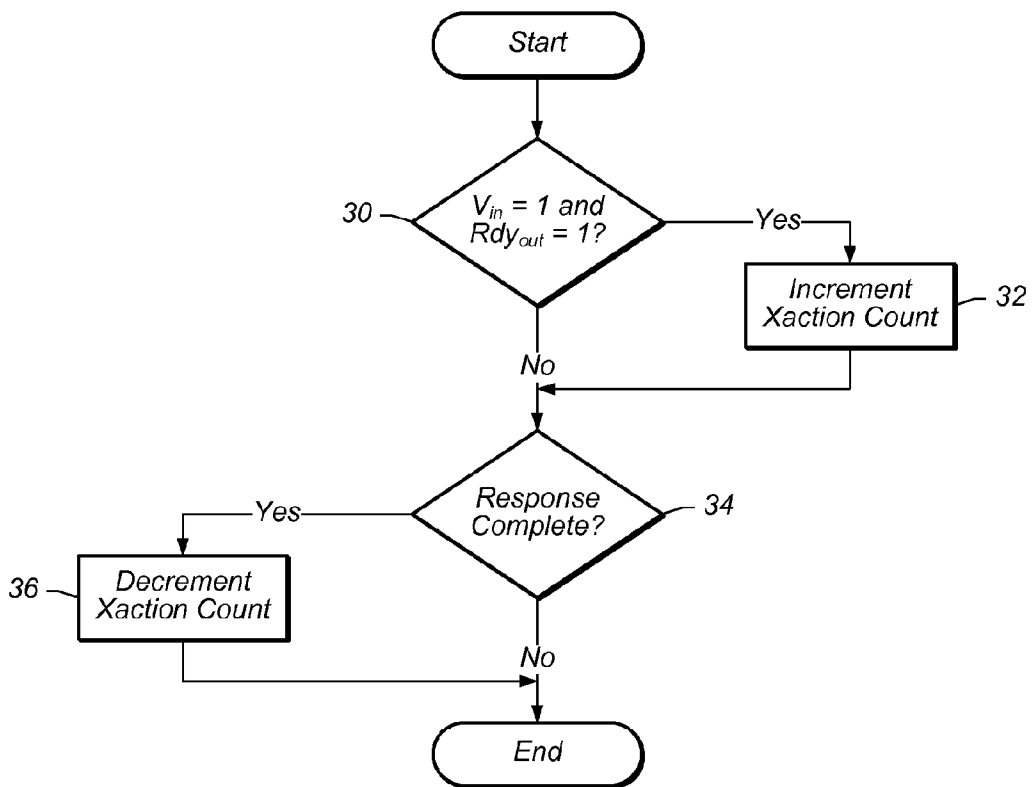 Start
30
V_in = 1 and
Rdy_out = 1?
Yes
Increment
Xaction Count
32
No
Response
Complete?
34
Yes
36
Decrement
Xaction Count
No
End